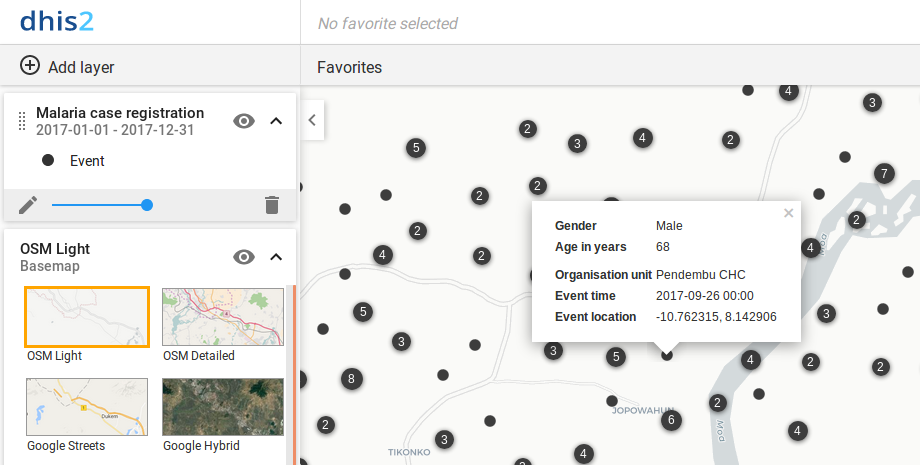 dhis2
No favorite selected
Add layer
Favorites
Malaria case registration
2017-01-01 - 2017-12-31
Event
OSM Light
Basemap
OSM Light
OSM Detailed
Google Streets
Google Hybrid
Dukem
1
4
3
2
5
3
4
2
7
2
2
2
2
4
2
4
Moa
Gender Male
Age in years 68
Organisation unit Pendembu CHC
Event time 2017-09-26 00:00
Event location -10.762315, 8.142906
×
5
3
3
3
5
4
2
2
8
2
JOPOWAHUN
6
2
3
TIKONKO
4
Moa
4